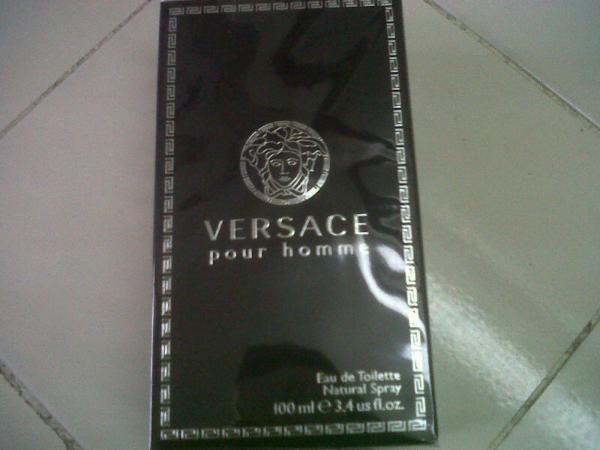 VERSACE
pour homme
Eau de Toilette
Natural Spray
100 ml ℮ 3.4 us fl.oz.